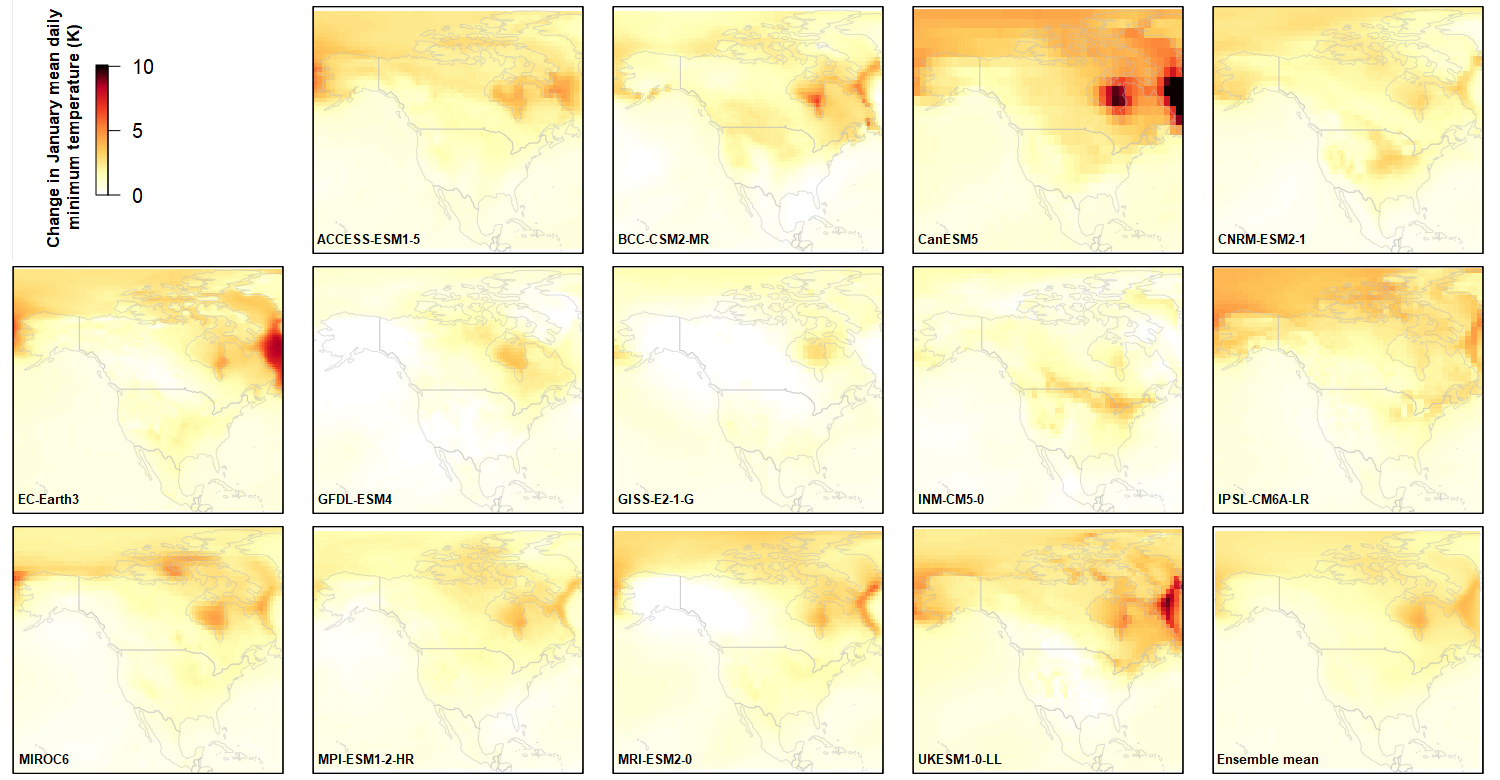 Change in January mean daily
minimum temperature (K)
10
5
0
ACCESS-ESM1-5
BCC-CSM2-MR
CanESM5
CNRM-ESM2-1
EC-Earth3
GFDL-ESM4
GISS-E2-1-G
INM-CM5-0
IPSL-CM6A-LR
MIROC6
MPI-ESM1-2-HR
MRI-ESM2-0
UKESM1-0-LL
Ensemble mean